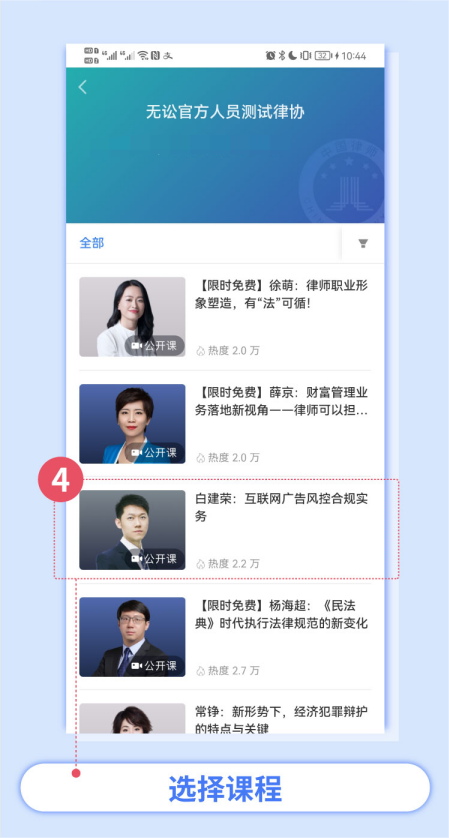 10:44
32
无讼官方人员测试律协
全部
【限时免费】徐萌：律师职业形
象塑造，有“法”可循！
公开课
热度 2.0 万
【限时免费】薛京：财富管理业
务落地新视角——律师可以担...
公开课
热度 2.0 万
4
白建荣：互联网广告风控合规实
务
公开课
热度 2.2 万
【限时免费】杨海超：《民法
典》时代执行法律规范的新变化
公开课
热度 2.7 万
常铮：新形势下，经济犯罪辩护
的特点与关键
选择课程